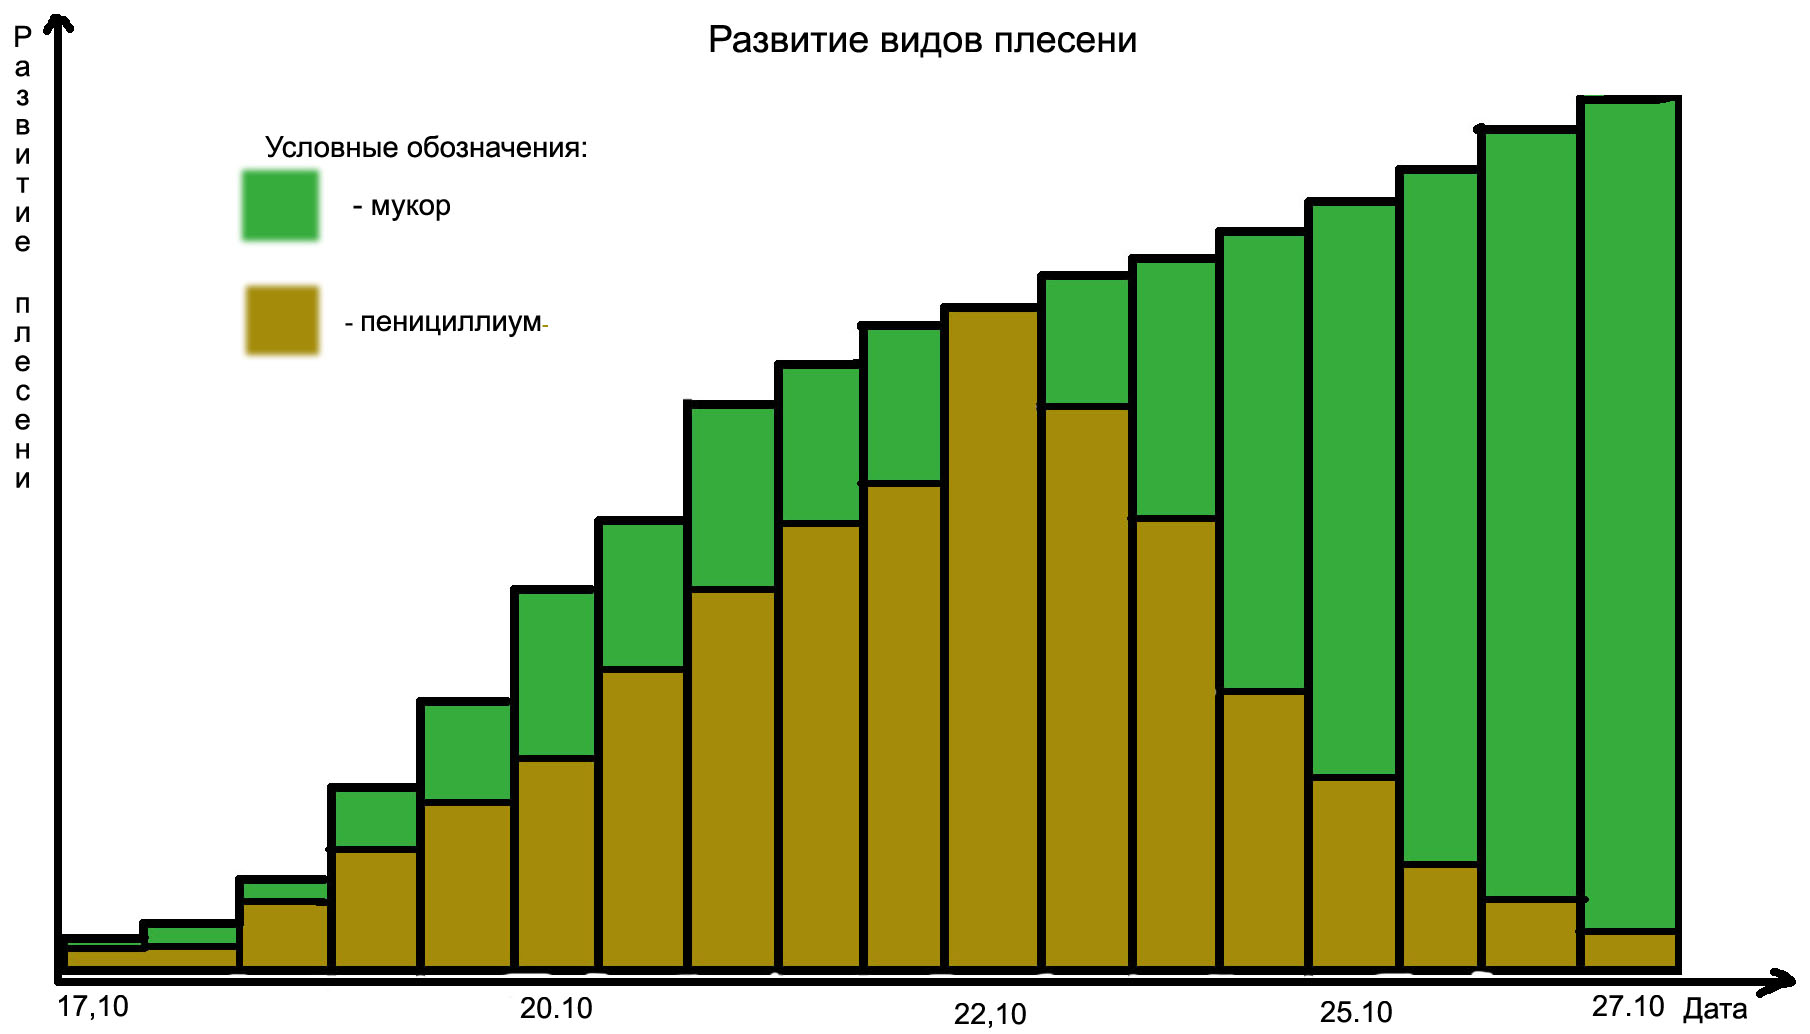 Развитие видов плесени
Развитие плесени
Условные обозначения:
- мукор
- пенициллиум-
17,10
20.10
22,10
25.10
27.10
Дата